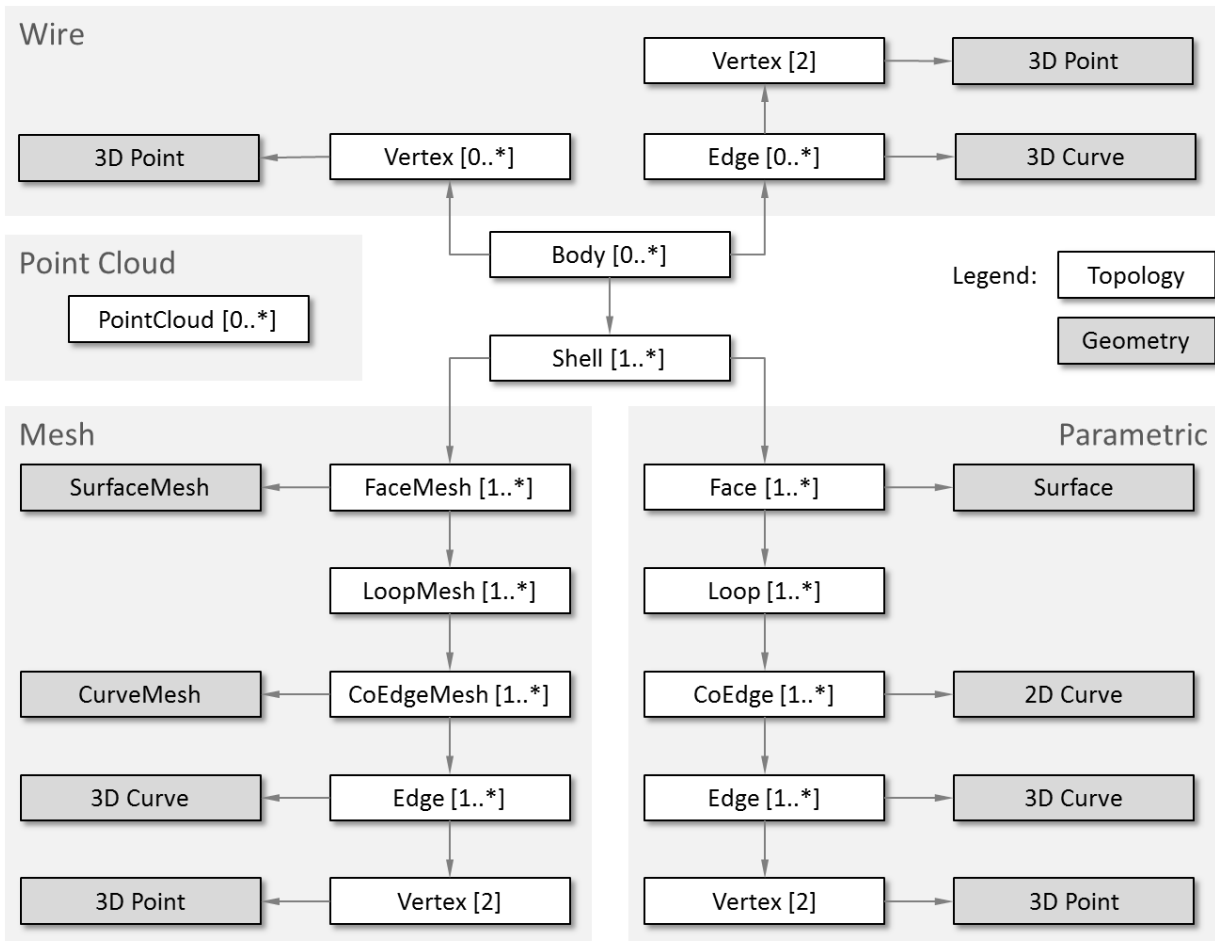 Wire
Vertex [2]
3D Point
3D Point
Vertex [0..*]
Edge [0..*]
3D Curve
Point Cloud
Body [0..*]
Legend:
Topology
PointCloud [0..*]
Geometry
Shell [1..*]
Mesh
Parametric
SurfaceMesh
FaceMesh [1..*]
Face [1..*]
Surface
LoopMesh [1..*]
Loop [1..*]
CurveMesh
CoEdgeMesh [1..*]
CoEdge [1..*]
2D Curve
3D Curve
Edge [1..*]
Edge [1..*]
3D Curve
3D Point
Vertex [2]
Vertex [2]
3D Point